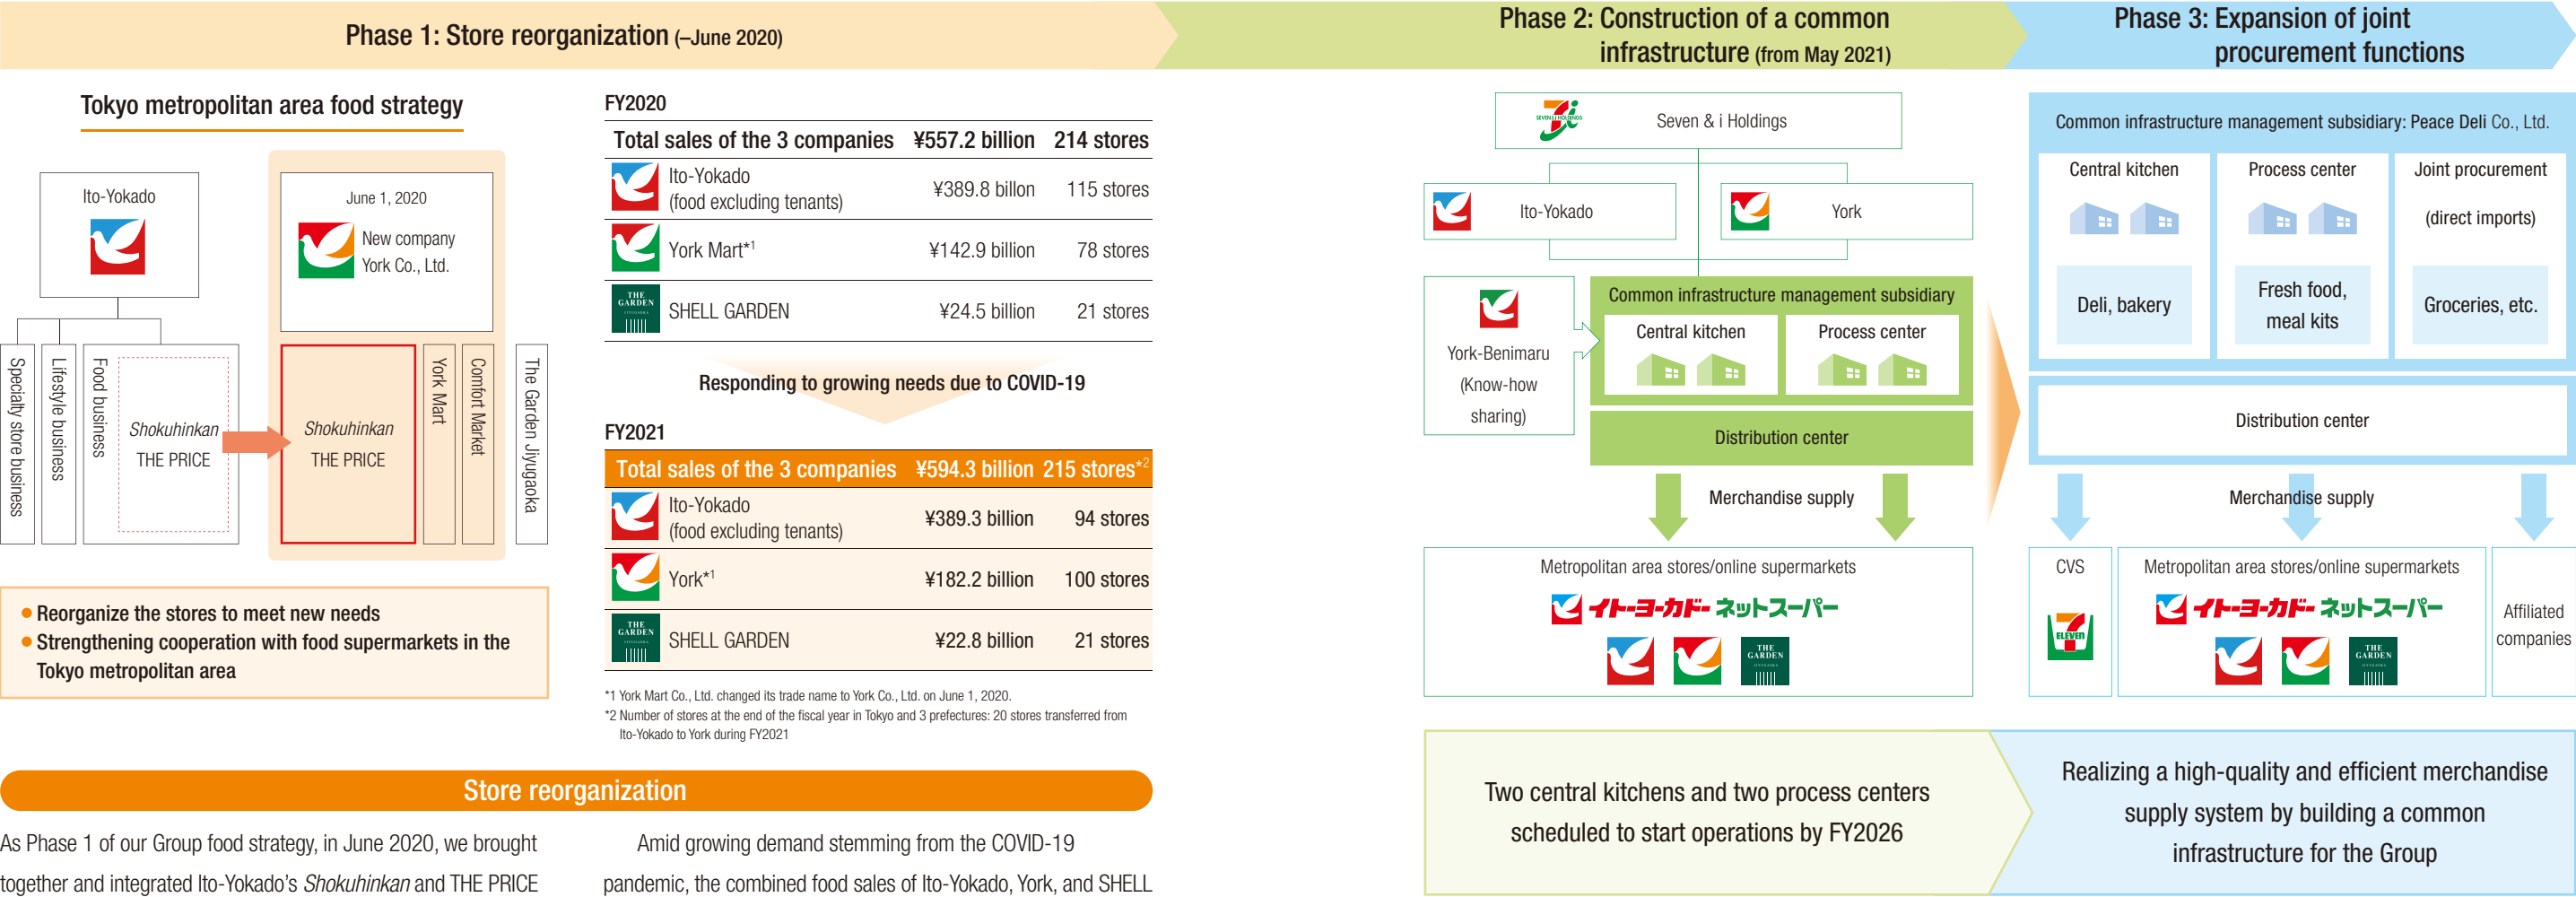 Phase 1: Store reorganization (–June 2020)
Tokyo metropolitan area food strategy
Ito-Yokado
June 1, 2020
New company
York Co., Ltd.
Specialty store business
Lifestyle business
Food business
Shokuhinkan
THE PRICE
Shokuhinkan
THE PRICE
York Mart
Comfort Market
The Garden Jiyugaoka
● Reorganize the stores to meet new needs
● Strengthening cooperation with food supermarkets in the
Tokyo metropolitan area
FY2020
Total sales of the 3 companies ¥557.2 billion 214 stores
Ito-Yokado
(food excluding tenants) ¥389.8 billon 115 stores
York Mart*1 ¥142.9 billion 78 stores
THE
GARDEN
SHELL GARDEN ¥24.5 billion 21 stores
Responding to growing needs due to COVID-19
FY2021
Total sales of the 3 companies ¥594.3 billion 215 stores*2
Ito-Yokado
(food excluding tenants) ¥389.3 billion 94 stores
York*1 ¥182.2 billion 100 stores
THE
GARDEN
SHELL GARDEN ¥22.8 billion 21 stores
*1 York Mart Co., Ltd. changed its trade name to York Co., Ltd. on June 1, 2020.
*2 Number of stores at the end of the fiscal year in Tokyo and 3 prefectures: 20 stores transferred from
Ito-Yokado to York during FY2021
Store reorganization
As Phase 1 of our Group food strategy, in June 2020, we brought
together and integrated Ito-Yokado’s Shokuhinkan and THE PRICE
Amid growing demand stemming from the COVID-19
pandemic, the combined food sales of Ito-Yokado, York, and SHELL
Phase 2: Construction of a common
infrastructure (from May 2021)
SEVEN & i HOLDINGS
Seven & i Holdings
Ito-Yokado
York
York-Benimaru
(Know-how
sharing)
Common infrastructure management subsidiary
Central kitchen
Process center
Distribution center
Merchandise supply
Metropolitan area stores/online supermarkets
イトーヨーカドー ネットスーパー
THE
GARDEN
Two central kitchens and two process centers
scheduled to start operations by FY2026
Phase 3: Expansion of joint
procurement functions
Common infrastructure management subsidiary: Peace Deli Co., Ltd.
Central kitchen
Deli, bakery
Process center
Fresh food,
meal kits
Joint procurement
(direct imports)
Groceries, etc.
Distribution center
Merchandise supply
CVS
7
ELEVEN
Metropolitan area stores/online supermarkets
イトーヨーカドー ネットスーパー
THE
GARDEN
Affiliated
companies
Realizing a high-quality and efficient merchandise
supply system by building a common
infrastructure for the Group